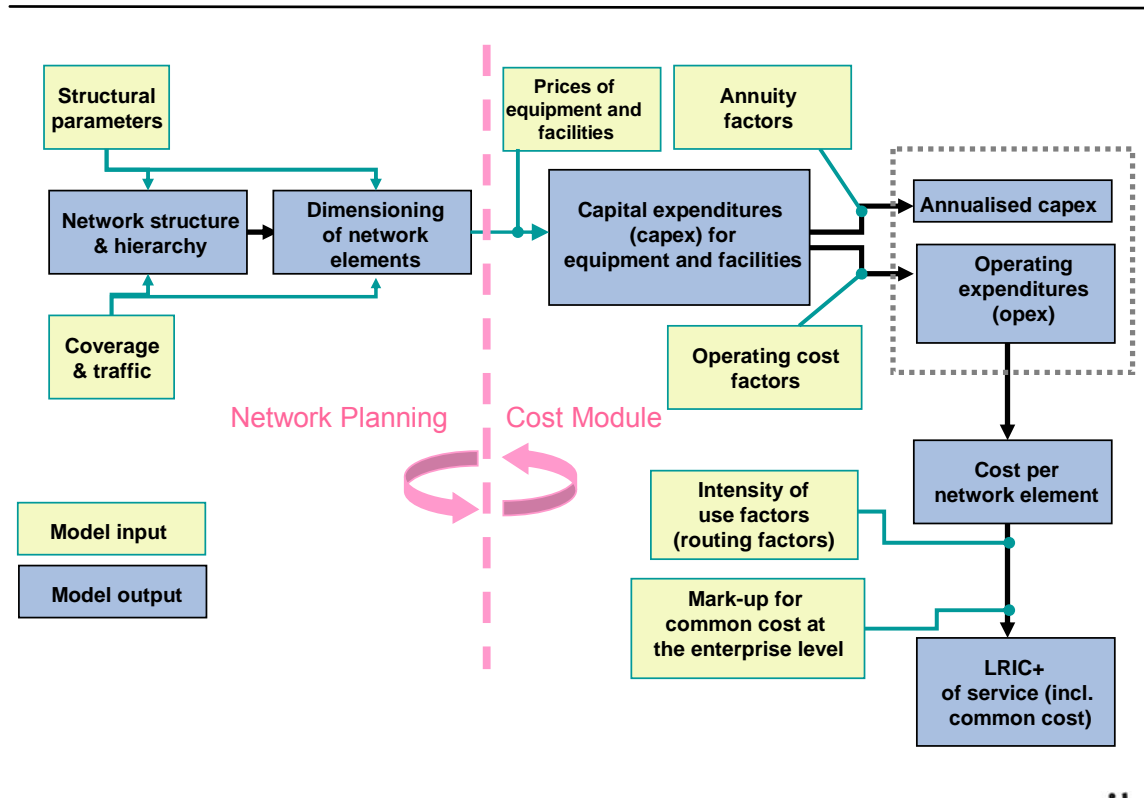 Structural
parameters
Prices of
equipment and
facilities
Annuity
factors
Network structure
& hierarchy
Dimensioning
of network
elements
Capital expenditures
(capex) for
equipment and facilities
Annualised capex
Operating
expenditures
(opex)
Coverage
& traffic
Operating cost
factors
Network Planning
Cost Module
Cost per
network element
Intensity of
use factors
(routing factors)
Model input
Model output
Mark-up for
common cost at
the enterprise level
LRIC+
of service (incl.
common cost)